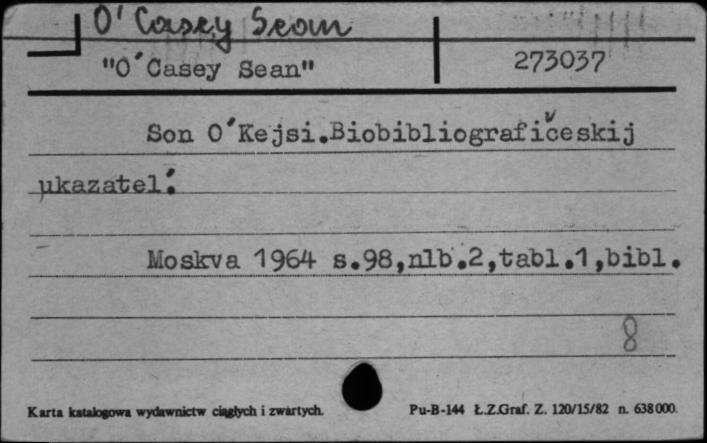 O' Casey Sean
"O'Casey Sean" 273037
Son O'Kejsi.Biobibliografičeskij
ukazatel'.
Moskva 1964 s.98,nlb.2,tabl.1,bibl.
8
Karta katalogowa wydawnictw ciągłych i zwartych. Pu-B-144 Ł.Z.Graf. Z. 120/15/82 n. 638000.